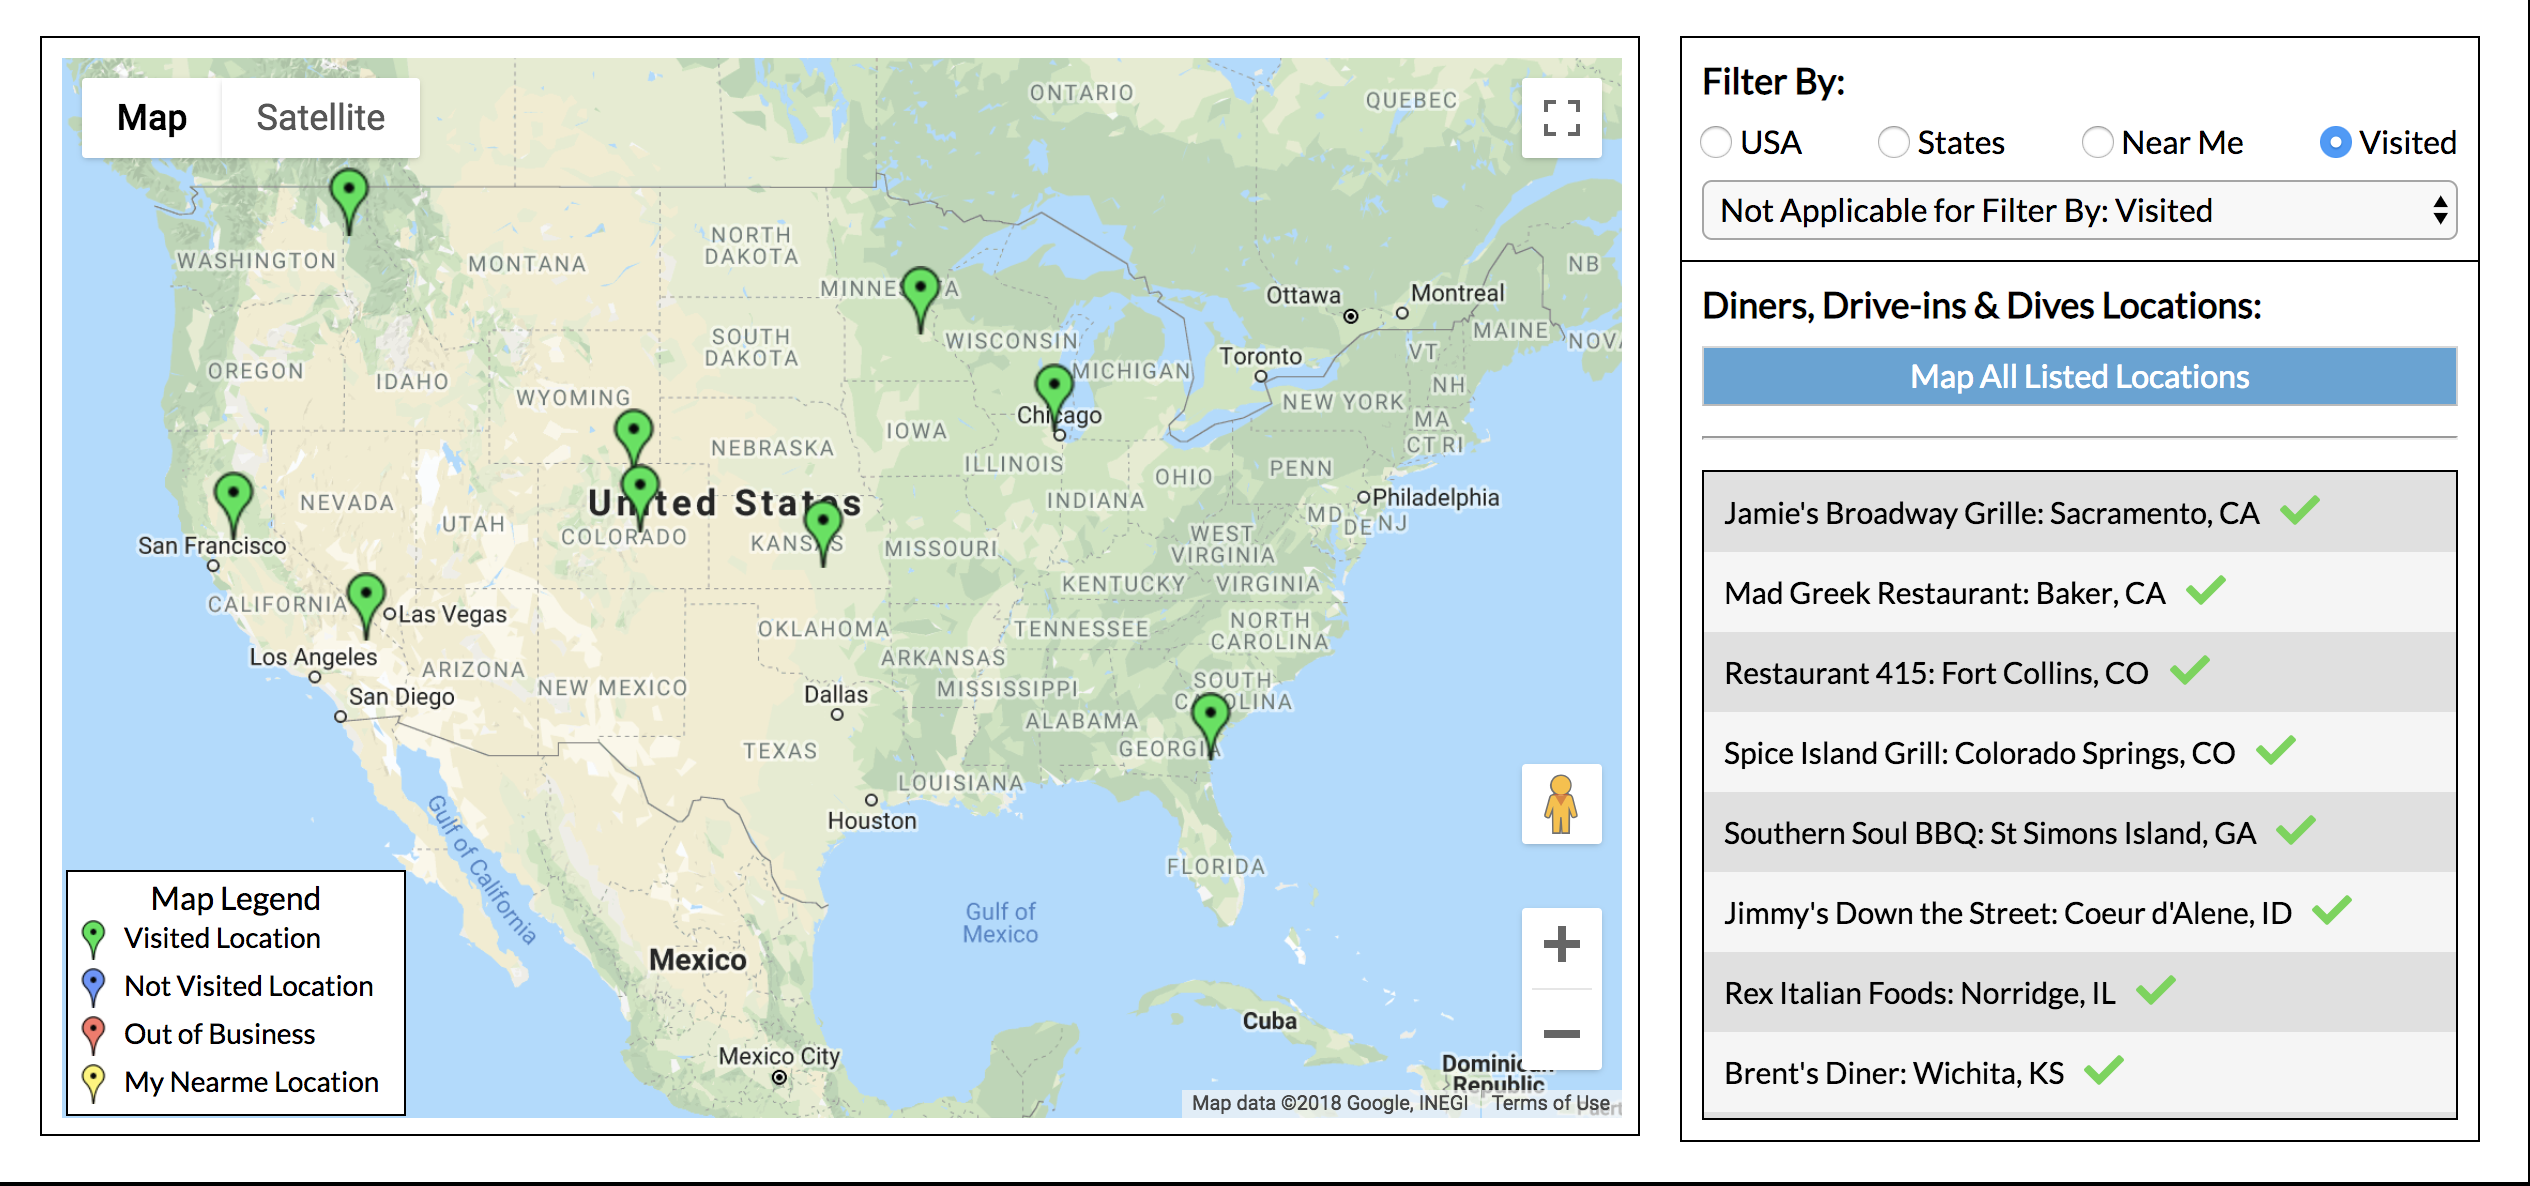 Map
Satellite
ONTARIO
QUEBEC
WASHINGTON
MONTANA
NORTH
DAKOTA
NB
Ottawa
Montreal
SOUTH
DAKOTA
WISCONSIN
MAINE
VT
Toronto
OREGON
IDAHO
MICHIGAN
NH
WYOMING
NEW YORK
MA
Chicago
IOWA
CT RI
NEBRASKA
ILLINOIS
PENN
OHIO
INDIANA
Philadelphia
NEVADA
United States
MD
DE NJ
UTAH
COLORADO
KANSAS
MISSOURI
WEST
VIRGINIA
San Francisco
KENTUCKY
VIRGINIA
CALIFORNIA
Las Vegas
OKLAHOMA
TENNESSEE
NORTH
CAROLINA
Los Angeles
ARIZONA
ARKANSAS
San Diego
NEW MEXICO
Dallas
MISSISSIPPI
SOUTH
CAROLINA
ALABAMA
TEXAS
GEORGIA
LOUISIANA
Houston
Gulf of California
FLORIDA
Gulf of
Mexico
Mexico
Cuba
Mexico City
Republic
Map Legend
Visited Location
Not Visited Location
Out of Business
My Nearme Location
Map data ©2018 Google, INEGI
Terms of Use
Filter By:
USA
States
Near Me
Visited
Not Applicable for Filter By: Visited
Diners, Drive-ins & Dives Locations:
Map All Listed Locations
Jamie's Broadway Grille: Sacramento, CA
Mad Greek Restaurant: Baker, CA
Restaurant 415: Fort Collins, CO
Spice Island Grill: Colorado Springs, CO
Southern Soul BBQ: St Simons Island, GA
Jimmy's Down the Street: Coeur d'Alene, ID
Rex Italian Foods: Norridge, IL
Brent's Diner: Wichita, KS